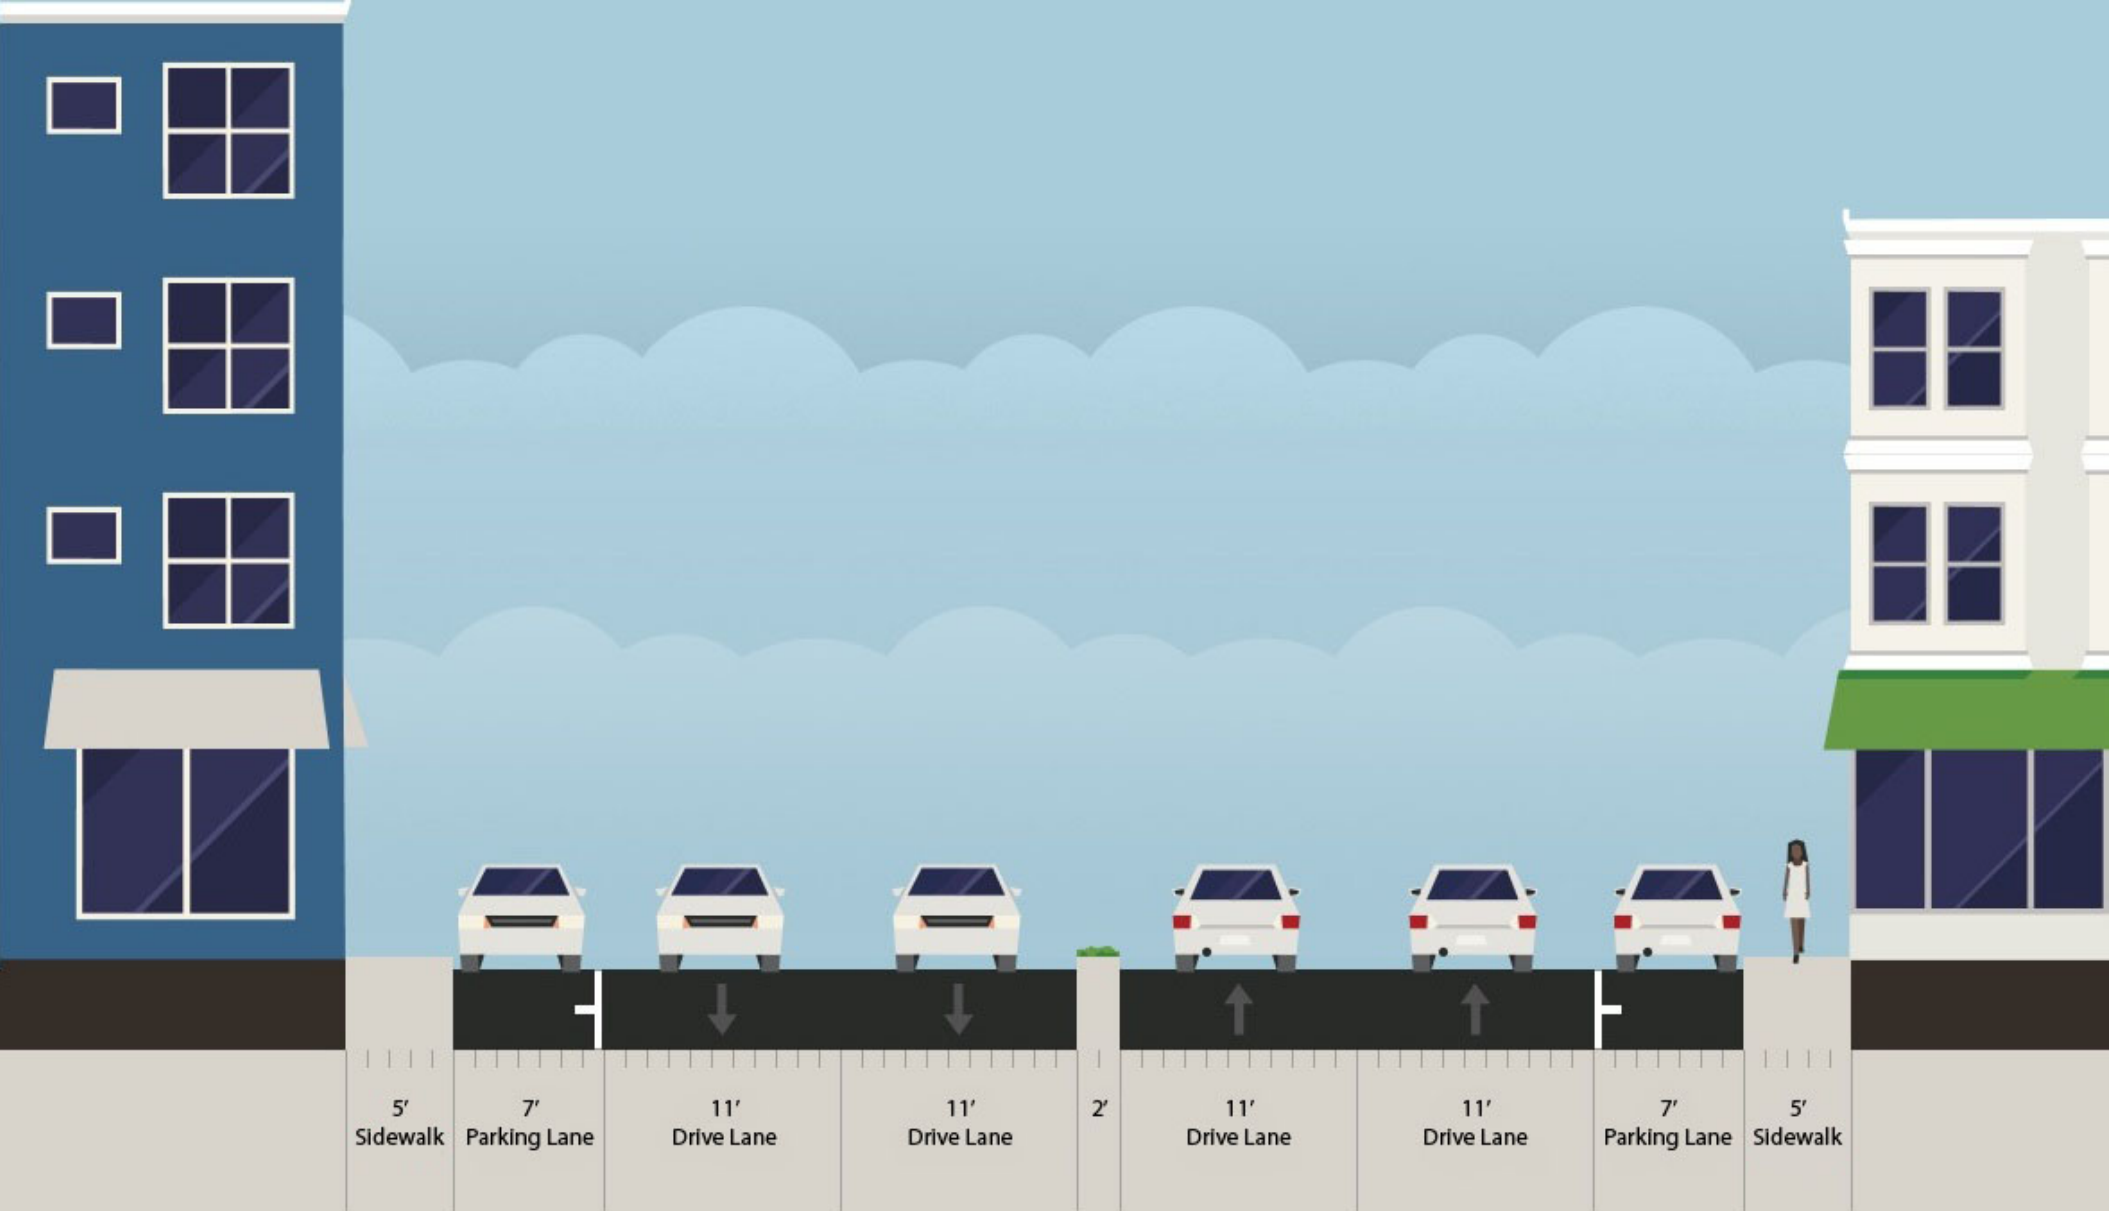 5′
Sidewalk
7′
Parking Lane
11′
Drive Lane
11′
Drive Lane
2′
11′
Drive Lane
11′
Drive Lane
7′
Parking Lane
5′
Sidewalk